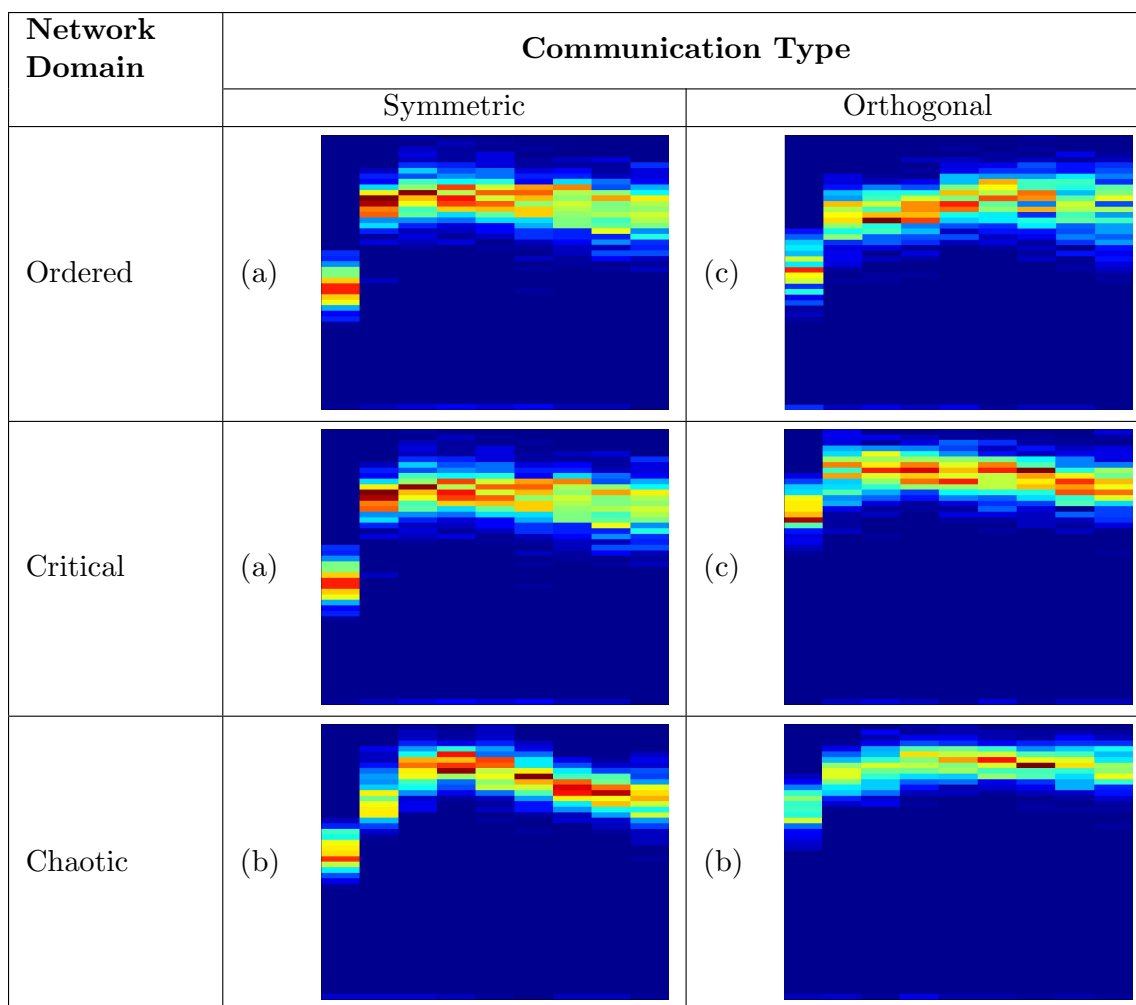 Network
Domain
Communication Type
Symmetric
Orthogonal
Ordered
(a)
(c)
Critical
(a)
(c)
Chaotic
(b)
(b)